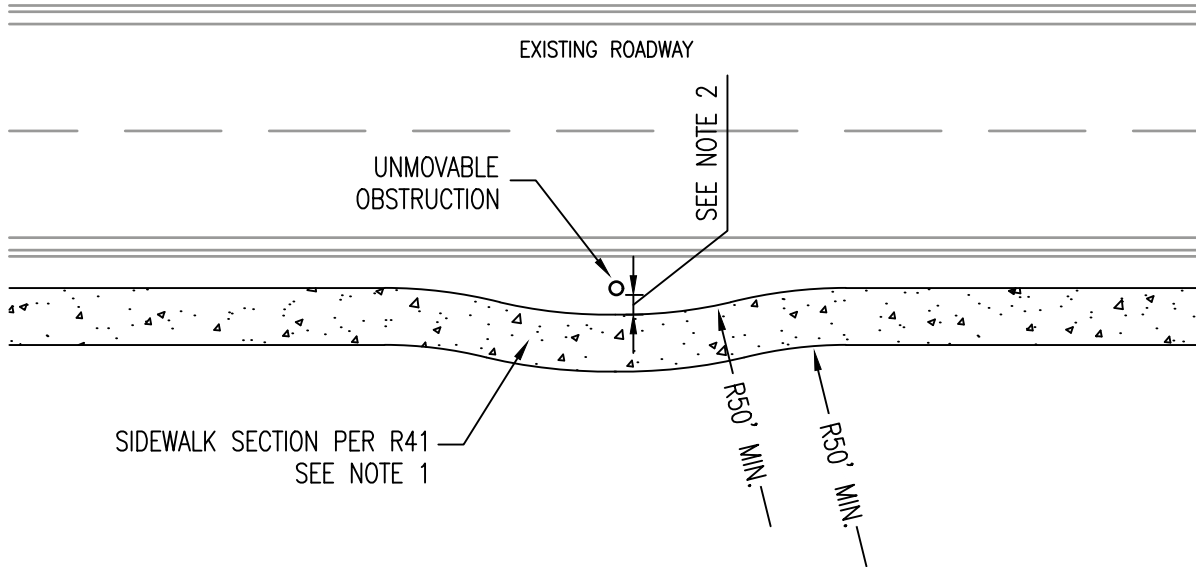 EXISTING ROADWAY
SEE NOTE 2
UNMOVABLE
OBSTRUCTION
R50' MIN.
R50' MIN.
SIDEWALK SECTION PER R41
SEE NOTE 1